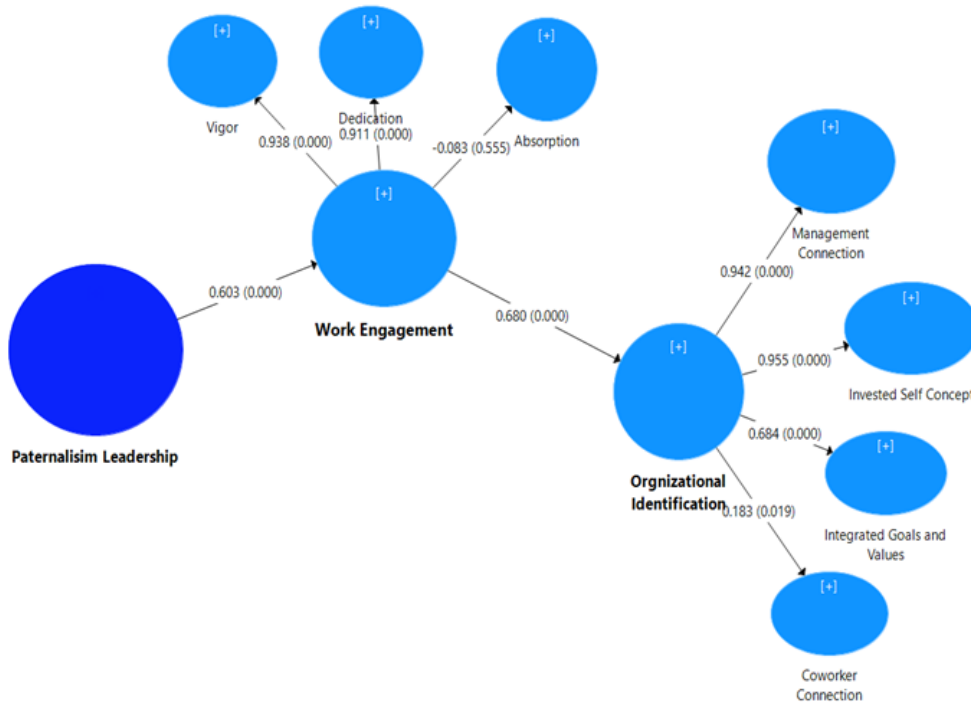 [+]
[+]
[+]
Vigor
Dedication
Absorption
0.938 (0.000)
0.911 (0.000)
-0.083 (0.555)
[+]
[+]
Management
Connection
0.603 (0.000)
Work Engagement
0.680 (0.000)
0.942 (0.000)
[+]
[+]
0.955 (0.000)
Invested Self Concept
Paternalisim Leadership
0.684 (0.000)
[+]
Orgnizational
Identification
0.183 (0.019)
Integrated Goals and
Values
[+]
Coworker
Connection